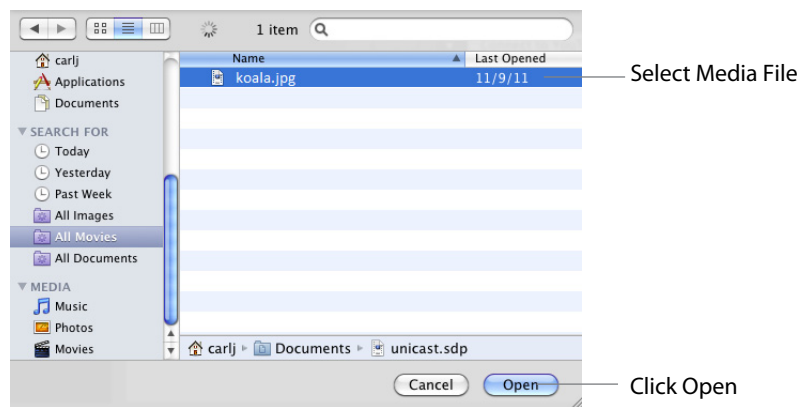 1 item
carlj
Applications
Documents
SEARCH FOR
Today
Yesterday
Past Week
All Images
All Movies
All Documents
MEDIA
Music
Photos
Movies
Name Last Opened
koala.jpg 11/9/11
Select Media File
carlj Documents unicast.sdp
Cancel Open
Click Open